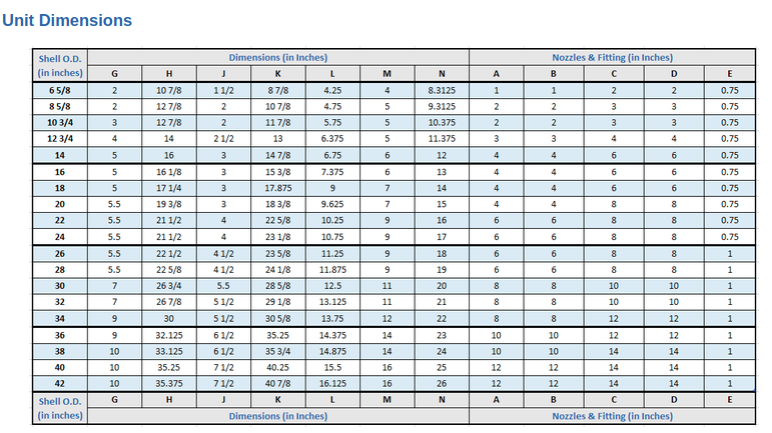 Unit Dimensions
Shell O.D. Dimensions (in Inches) Nozzles & Fitting (in Inches)
(in inches) G H J K L M N A B C D E
6 5/8 2 10 7/8 1 1/2 8 7/8 4.25 4 8.3125 1 1 2 2 0.75
8 5/8 2 12 7/8 2 10 7/8 4.75 5 9.3125 2 2 3 3 0.75
10 3/4 3 12 7/8 2 11 7/8 5.75 5 10.375 2 2 3 3 0.75
12 3/4 4 14 2 1/2 13 6.375 5 11.375 3 3 4 4 0.75
14 5 16 3 14 7/8 6.75 6 12 4 4 6 6 0.75
16 5 16 1/8 3 15 3/8 7.375 6 13 4 4 6 6 0.75
18 5 17 1/4 3 17.875 9 7 14 4 4 6 6 0.75
20 5.5 19 3/8 3 18 3/8 9.625 7 15 4 4 8 8 0.75
22 5.5 21 1/2 4 22 5/8 10.25 9 16 6 6 8 8 0.75
24 5.5 21 1/2 4 23 1/8 10.75 9 17 6 6 8 8 0.75
26 5.5 22 1/2 4 1/2 23 5/8 11.25 9 18 6 6 8 8 1
28 5.5 22 5/8 4 1/2 24 1/8 11.875 9 19 6 6 8 8 1
30 7 26 3/4 5.5 28 5/8 12.5 11 20 8 8 10 10 1
32 7 26 7/8 5 1/2 29 1/8 13.125 11 21 8 8 10 10 1
34 9 30 5 1/2 30 5/8 13.75 12 22 8 8 12 12 1
36 9 32.125 6 1/2 35.25 14.375 14 23 10 10 12 12 1
38 10 33.125 6 1/2 35 3/4 14.875 14 24 10 10 14 14 1
40 10 35.25 7 1/2 40.25 15.5 16 25 12 12 14 14 1
42 10 35.375 7 1/2 40 7/8 16.125 16 26 12 12 14 14 1
Shell O.D. G H J K L M N A B C D E
(in inches) Dimensions (in Inches) Nozzles & Fitting (in Inches)